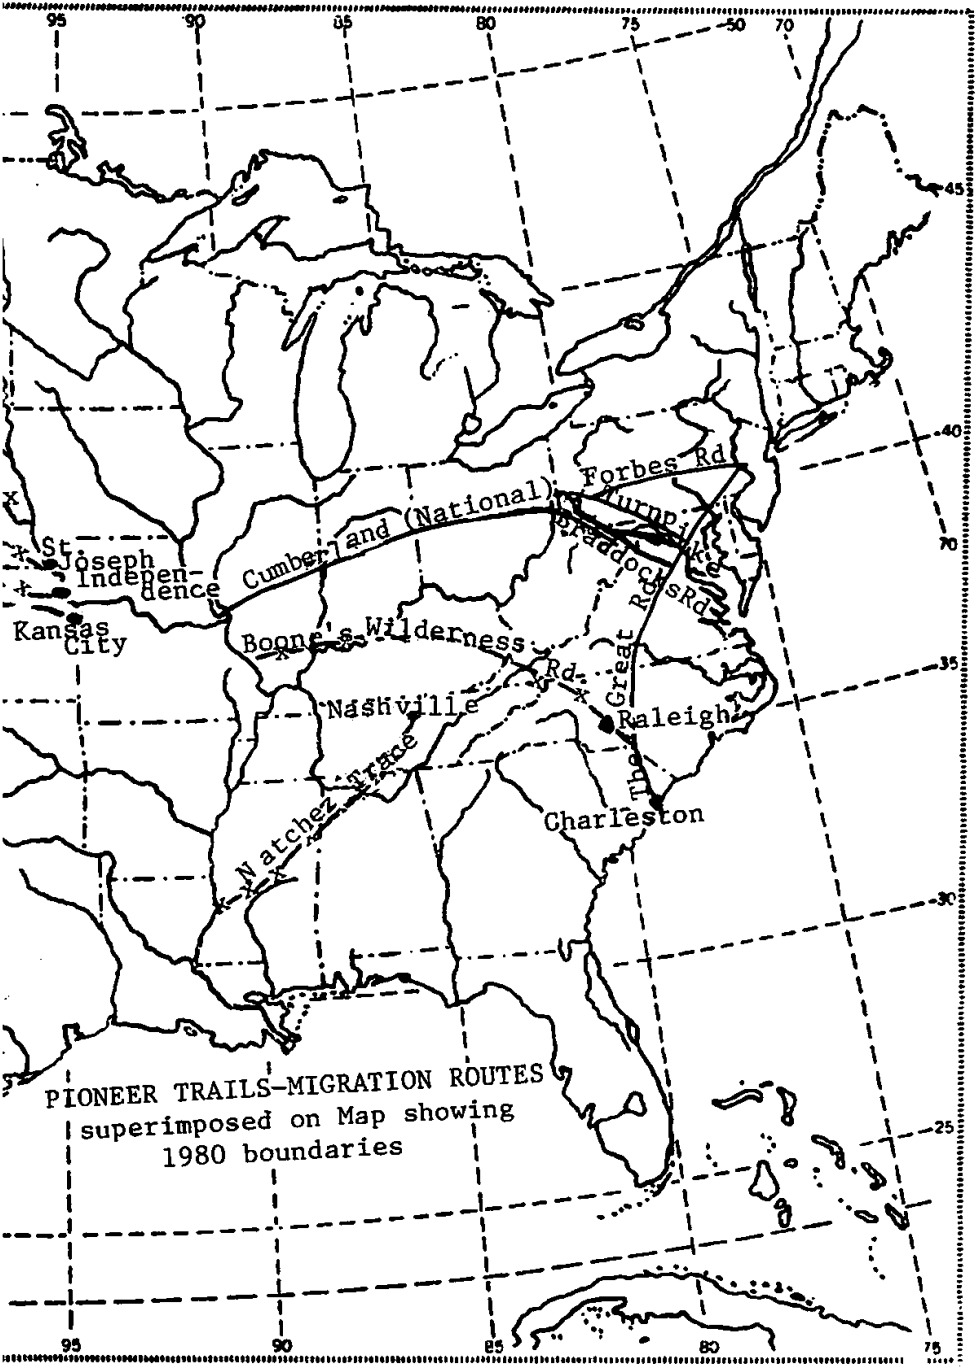 95 90 85 80 75 50 70
45
40
Forbes Rd
Turnpike
Cumberland (National)
Braddocks Rd
70
St.
Joseph
Indepen-
dence
Kansas
City
Boone's Wilderness Rd.
The Great Rd
35
Nashville
Raleigh
Natchez Trace
Charleston
30
PIONEER TRAILS-MIGRATION ROUTES
superimposed on Map showing
1980 boundaries
25
95 90 85 80 75